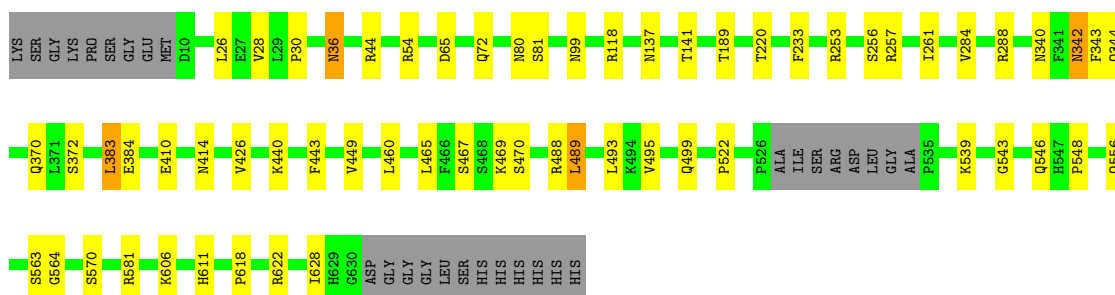 LYS SER GLY LYS PRO SER GLY GLU MET D10 L26 E27 V28 L29 P30 N36 R44 R54 D65 Q72 N80 S81 N99 R118 N137 T141 T189 T220 F233 R253 S256 R257 I261 V284 R288 N340 F341 N342 F343
Q370 L371 S372 L383 E384 E410 N414 V426 K440 F443 V449 L460 L465 F466 S467 S468 K469 S470 R488 L489 L493 K494 V495 Q499 P522 P526 ALA ILE SER ARG ASP LEU GLY ALA P535 K539 G543 Q546 H547 P548
S563 G564 S570 R581 K606 H611 P618 R622 I628 H629 G630 ASP GLY GLY GLY LEU SER HIS HIS HIS HIS HIS HIS